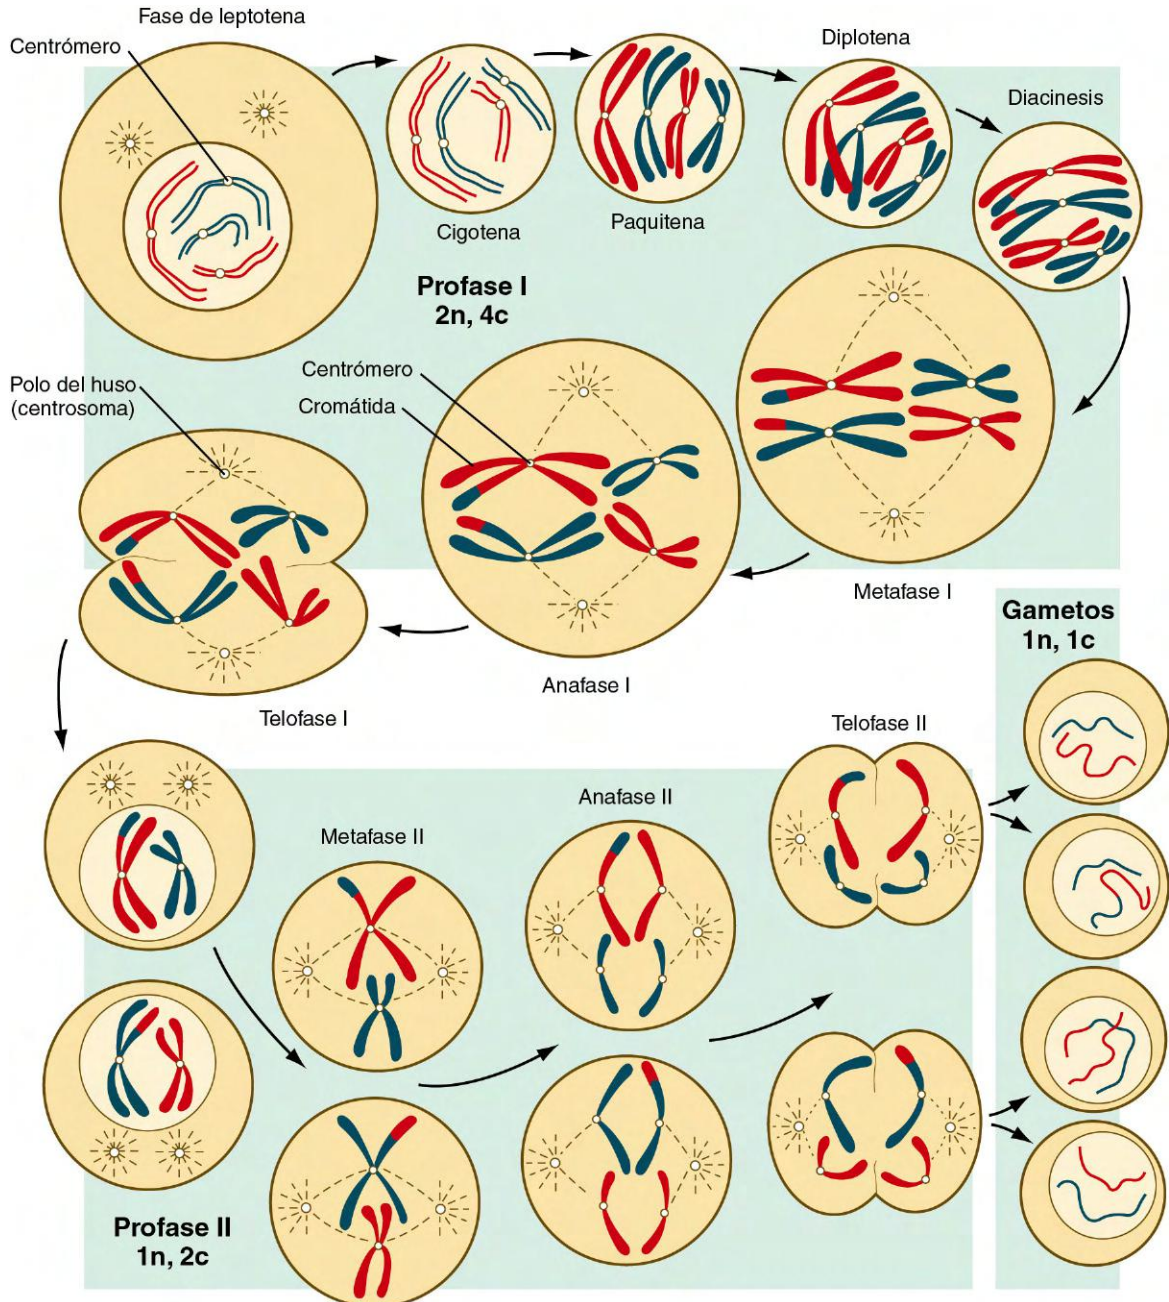 Fase de leptotena
Centrómero
Cigotena
Paquitena
Diplotena
Diacinesis
Profase I
2n, 4c
Polo del huso
(centrosoma)
Centrómero
Cromátida
Metafase I
Anafase I
Telofase I
Profase II
1n, 2c
Metafase II
Anafase II
Telofase II
Gametos
1n, 1c